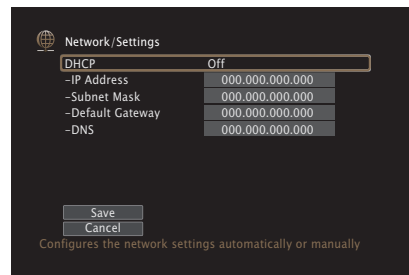 Network/Settings
DHCP Off
–IP Address 000.000.000.000
–Subnet Mask 000.000.000.000
–Default Gateway 000.000.000.000
–DNS 000.000.000.000
Save
Cancel
Configures the network settings automatically or manually